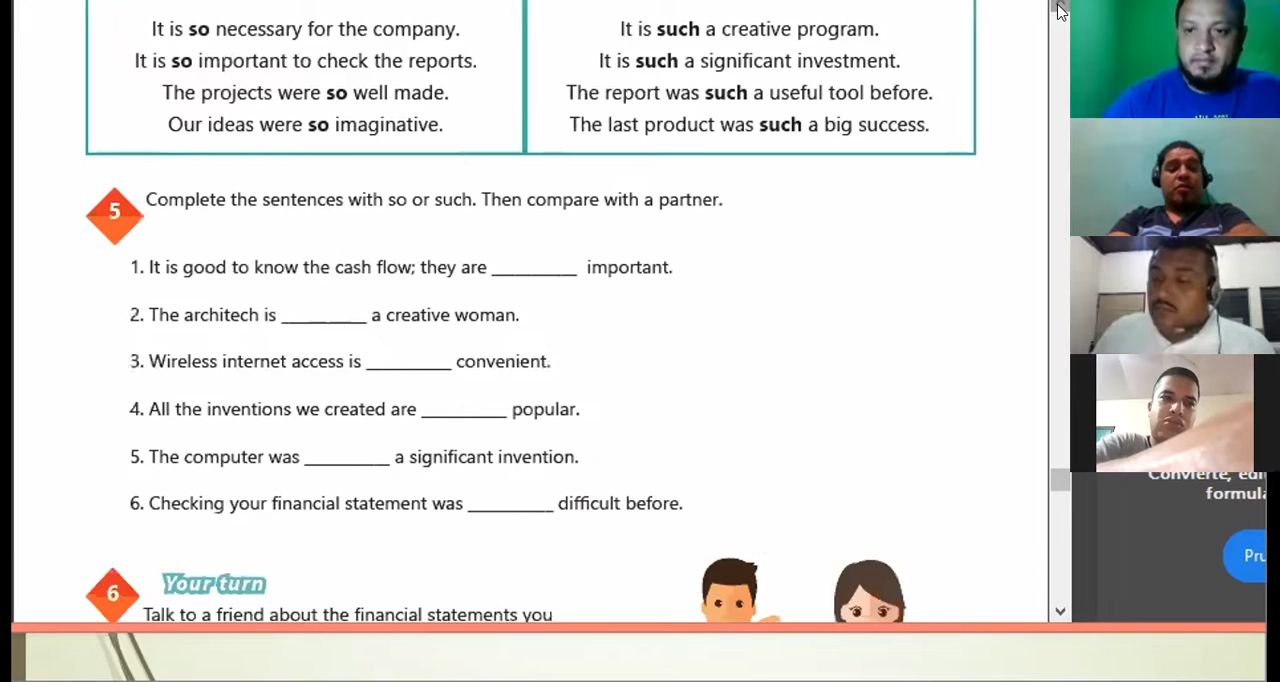 It is so necessary for the company.
It is so important to check the reports.
The projects were so well made.
Our ideas were so imaginative.
It is such a creative program.
It is such a significant investment.
The report was such a useful tool before.
The last product was such a big success.
5 Complete the sentences with so or such. Then compare with a partner.
1. It is good to know the cash flow; they are _________ important.
2. The architech is _________ a creative woman.
3. Wireless internet access is _________ convenient.
4. All the inventions we created are _________ popular.
5. The computer was _________ a significant invention.
6. Checking your financial statement was _________ difficult before.
6 Your turn
Talk to a friend about the financial statements you